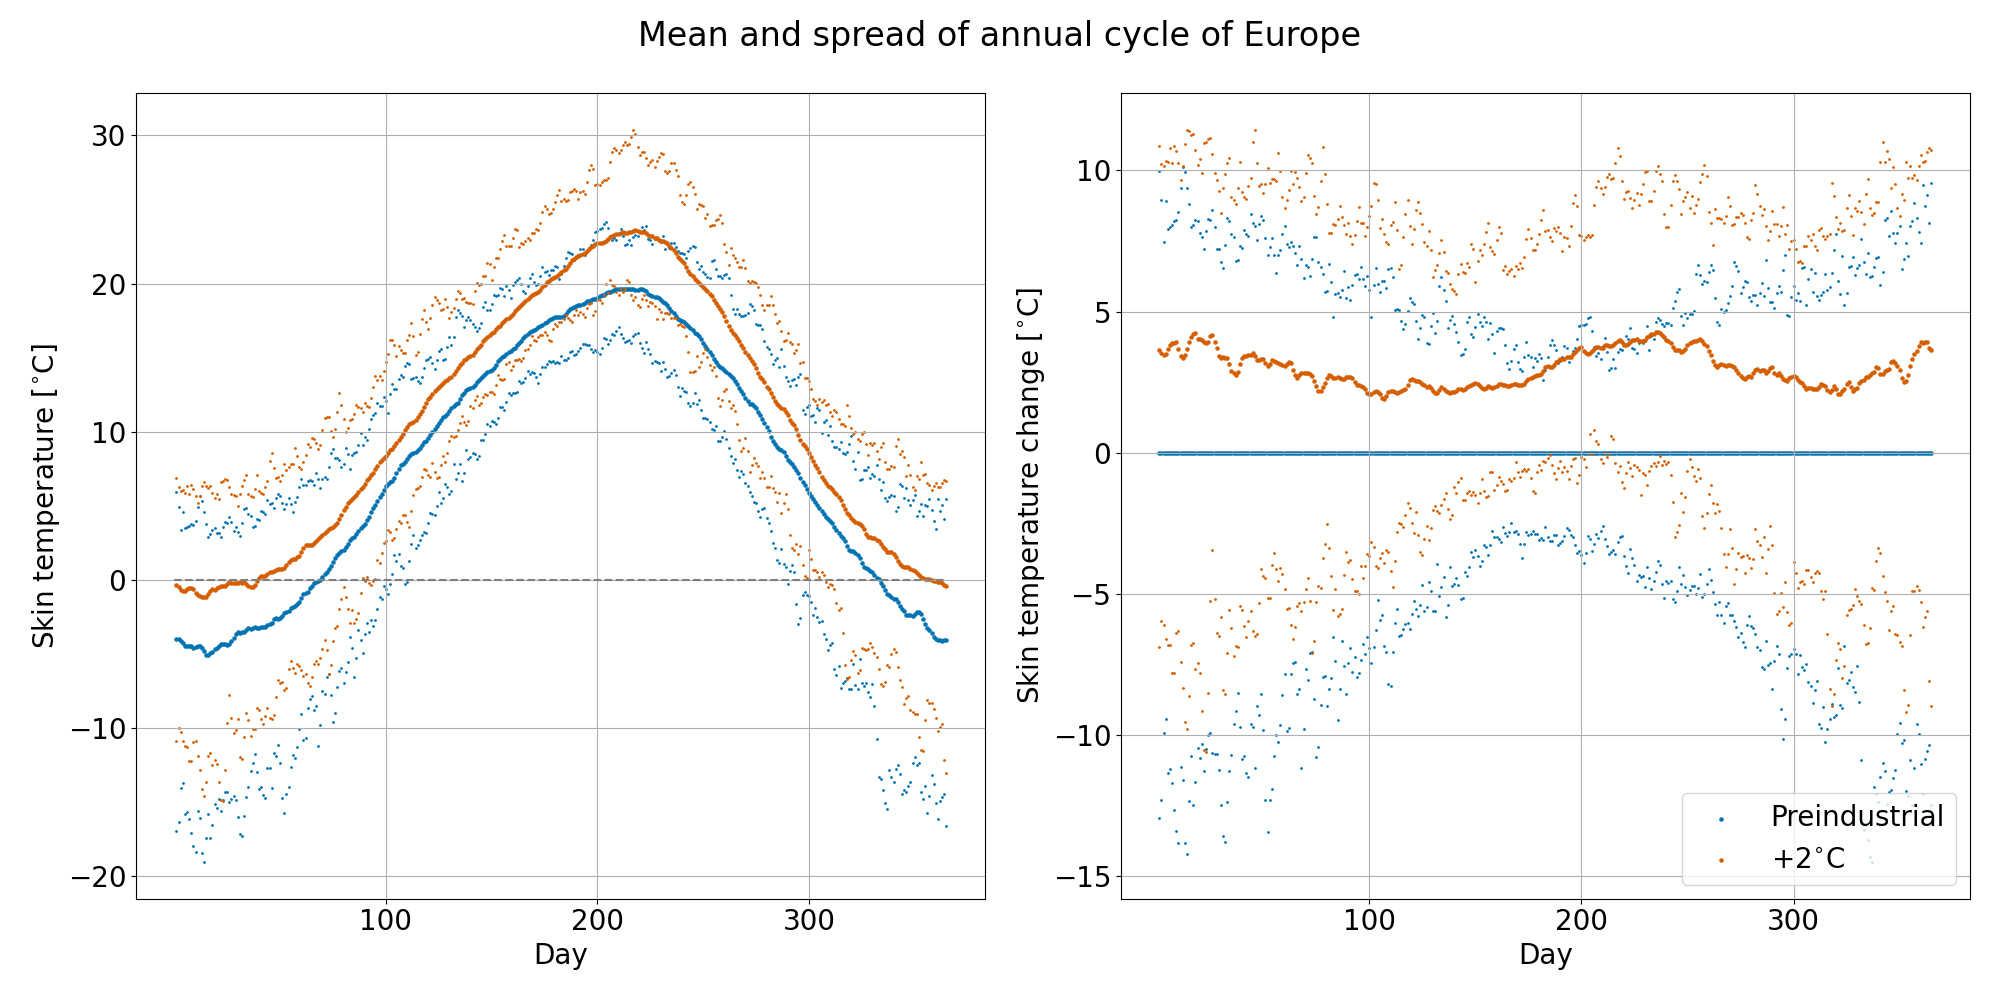 Mean and spread of annual cycle of Europe
Skin temperature [°C]
30
20
10
0
−10
−20
100 200 300
Day
Skin temperature change [°C]
10
5
0
−5
−10
−15
100 200 300
Day
Preindustrial
+2°C